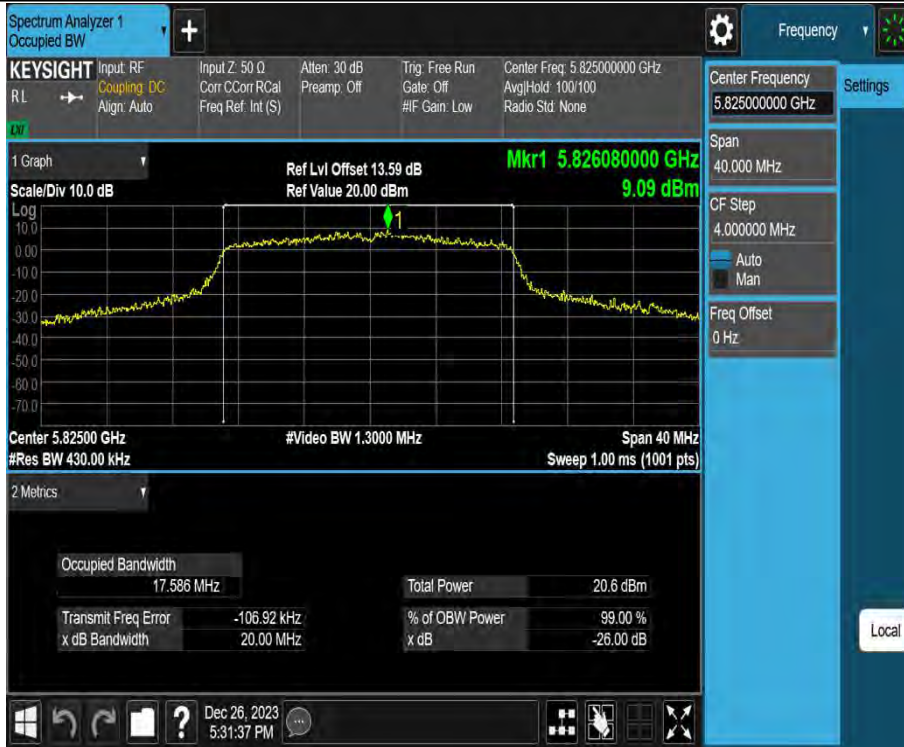 Spectrum Analyzer 1
Occupied BW
+
Frequency
KEYSIGHT
RL
Input: RF
Coupling: DC
Align: Auto
Input Z: 50 Ω
Corr CCorr RCal
Freq Ref: Int (S)
Atten: 30 dB
Preamp: Off
Trig: Free Run
Gate: Off
#IF Gain: Low
Center Freq: 5.825000000 GHz
Avg|Hold: 100/100
Radio Std: None
LXI
1 Graph
Scale/Div 10.0 dB
Ref Lvl Offset 13.59 dB
Ref Value 20.00 dBm
Mkr1 5.826080000 GHz
9.09 dBm
Log
10.0
0.00
-10.0
-20.0
-30.0
-40.0
-50.0
-60.0
-70.0
1
Center 5.82500 GHz
#Video BW 1.3000 MHz
Span 40 MHz
#Res BW 430.00 kHz
Sweep 1.00 ms (1001 pts)
2 Metrics
Occupied Bandwidth
17.586 MHz
Total Power 20.6 dBm
Transmit Freq Error -106.92 kHz
% of OBW Power 99.00 %
x dB Bandwidth 20.00 MHz
x dB -26.00 dB
Center Frequency
5.825000000 GHz
Settings
Span
40.000 MHz
CF Step
4.000000 MHz
Auto
Man
Freq Offset
0 Hz
Local
?
Dec 26, 2023
5:31:37 PM